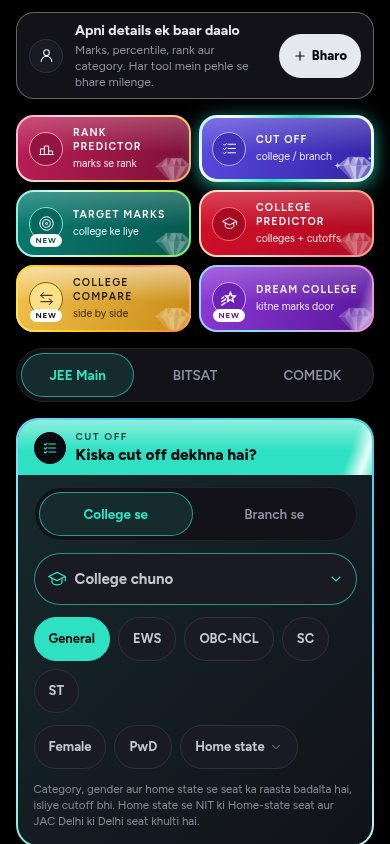 Apni details ek baar daalo
Marks, percentile, rank aur
category. Har tool mein pehle se
bhare milenge.
+ Bharo
RANK
PREDICTOR
marks se rank
CUT OFF
college / branch
TARGET MARKS
college ke liye
NEW
COLLEGE
PREDICTOR
colleges + cutoffs
COLLEGE
COMPARE
side by side
NEW
DREAM COLLEGE
kitne marks door
NEW
JEE Main
BITSAT
COMEDK
CUT OFF
Kiska cut off dekhna hai?
College se
Branch se
College chuno
General
EWS
OBC-NCL
SC
ST
Female
PwD
Home state
Category, gender aur home state se seat ka raasta badalta hai,
isliye cutoff bhi. Home state se NIT ki Home-state seat aur
JAC Delhi ki Delhi seat khulti hai.